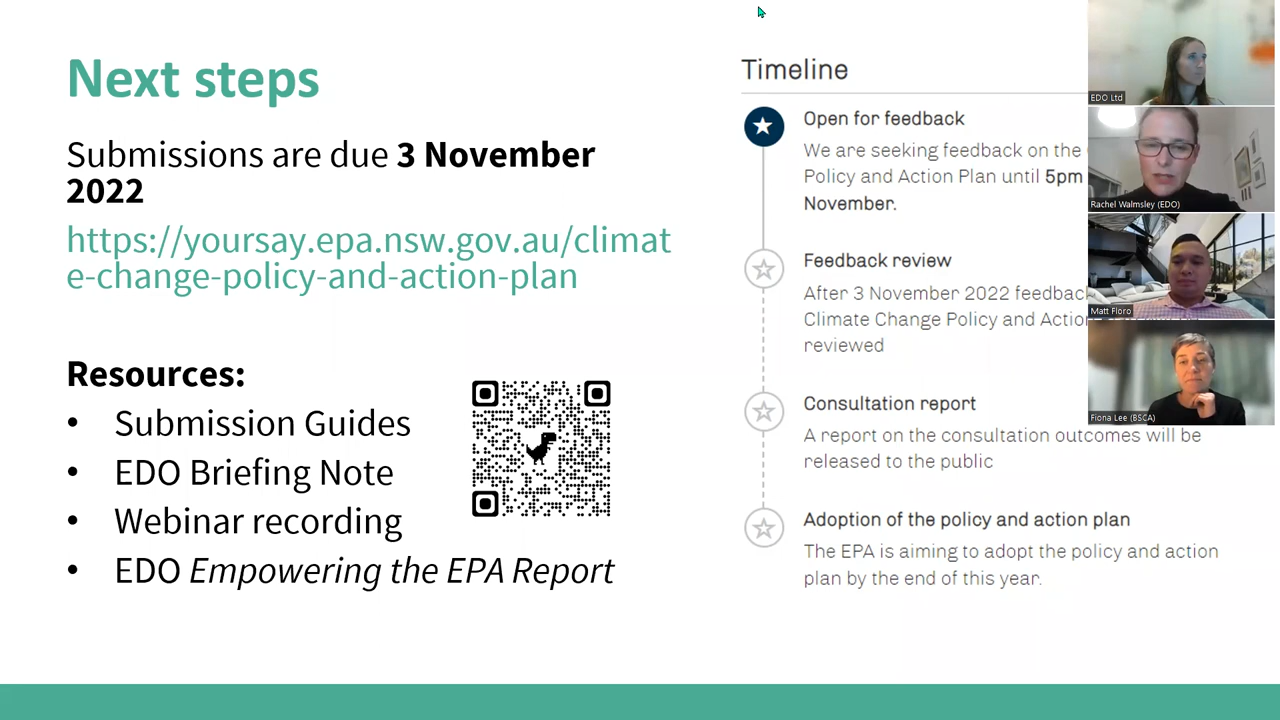 Next steps
Submissions are due 3 November
2022
https://yoursay.epa.nsw.gov.au/climat
e-change-policy-and-action-plan
Resources:
• Submission Guides
• EDO Briefing Note
• Webinar recording
• EDO Empowering the EPA Report
Timeline
Open for feedback
We are seeking feedback on the
Policy and Action Plan until 5pm
November.
Feedback review
After 3 November 2022 feedback
Climate Change Policy and Action
reviewed
Consultation report
A report on the consultation outcomes will be
released to the public
Adoption of the policy and action plan
The EPA is aiming to adopt the policy and action
plan by the end of this year.
EDO Ltd
Rachel Walmsley (EDO)
Matt Floro
Fiona Lee (BSCA)